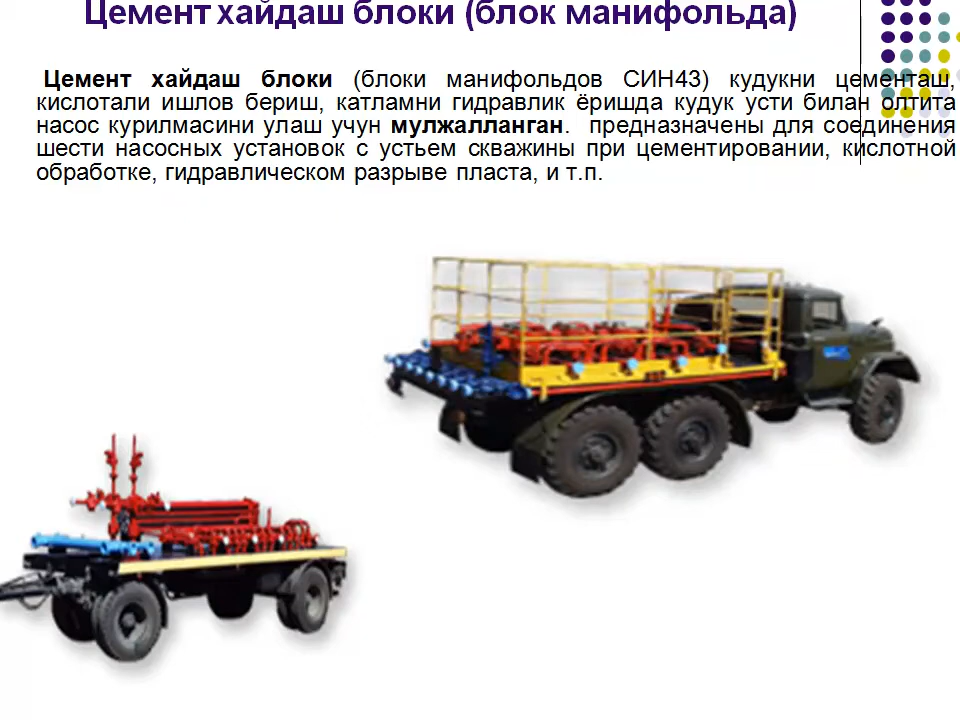 Цемент хайдаш блоки (блок манифольда)
Цемент хайдаш блоки (блоки манифольдов СИН43) кудукни цементаш,
кислотали ишлов бериш, катламни гидравлик ёришда кудук усти билан олтита
насос курилмасини улаш учун мулжалланган. предназначены для соединения
шести насосных установок с устьем скважины при цементировании, кислотной
обработке, гидравлическом разрыве пласта, и т.п.